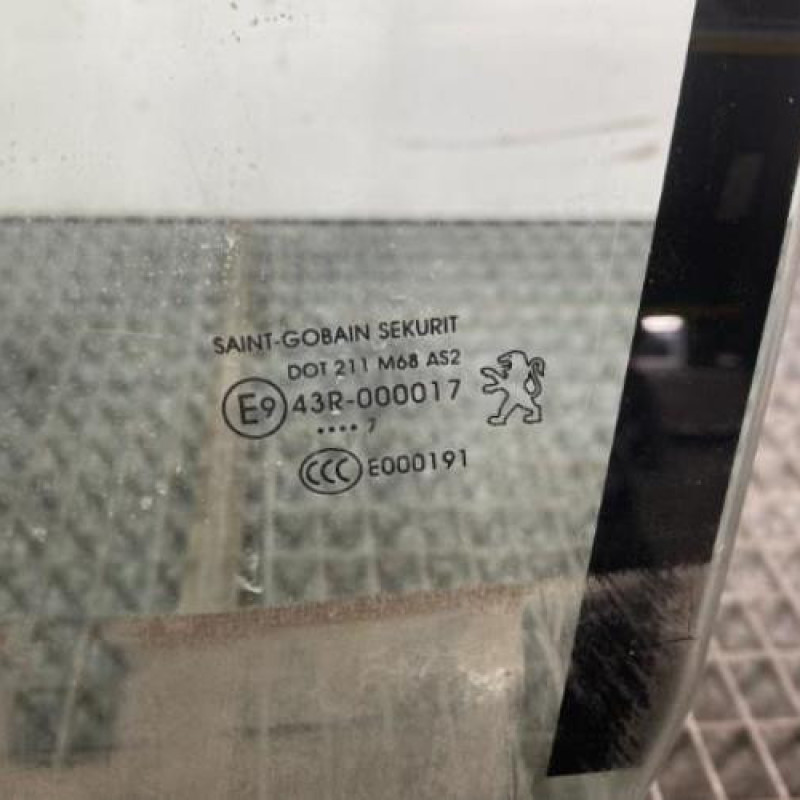 SAINT-GOBAIN SEKURIT
DOT 211 M68 AS2
E9 43R-000017
•••• 7
CCC E000191